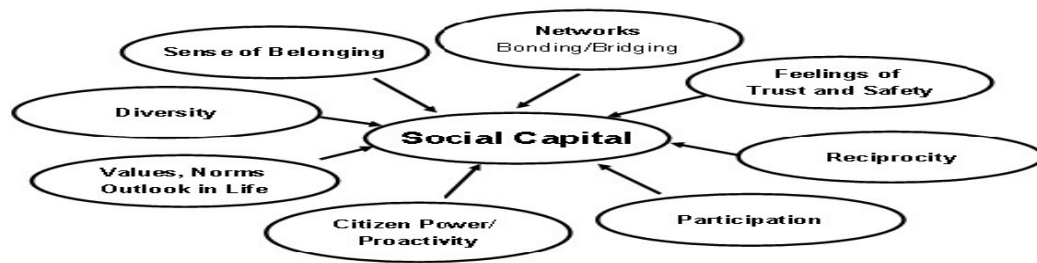 Networks
Bonding/Bridging
Sense of Belonging
Feelings of
Trust and Safety
Diversity
Social Capital
Reciprocity
Values, Norms
Outlook in Life
Citizen Power/
Proactivity
Participation